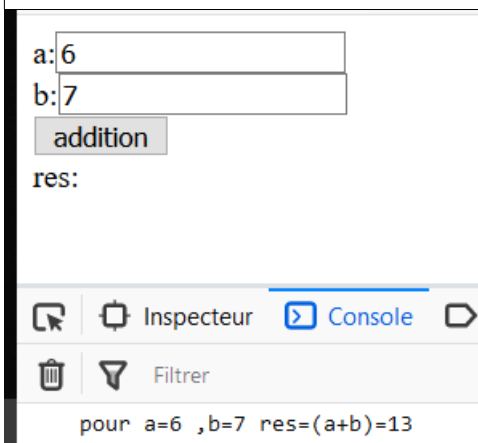 a: 6
b: 7
addition
res:
Inspecteur Console
Filtrer
pour a=6 ,b=7 res=(a+b)=13